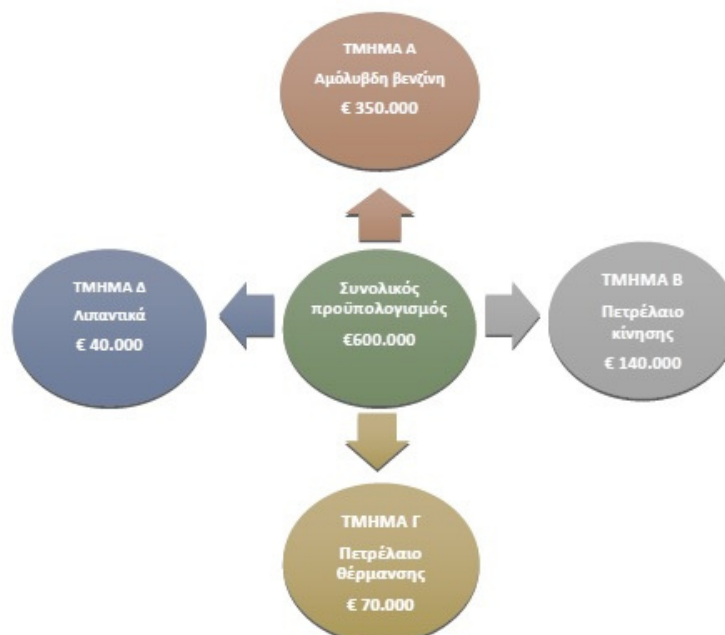 ΤΜΗΜΑ Α
Αμόλυβδη βενζίνη
€ 350.000
ΤΜΗΜΑ Δ
Λιπαντικά
€ 40.000
Συνολικός
προϋπολογισμός
€600.000
ΤΜΗΜΑ Β
Πετρέλαιο
κίνησης
€ 140.000
ΤΜΗΜΑ Γ
Πετρέλαιο
θέρμανσης
€ 70.000